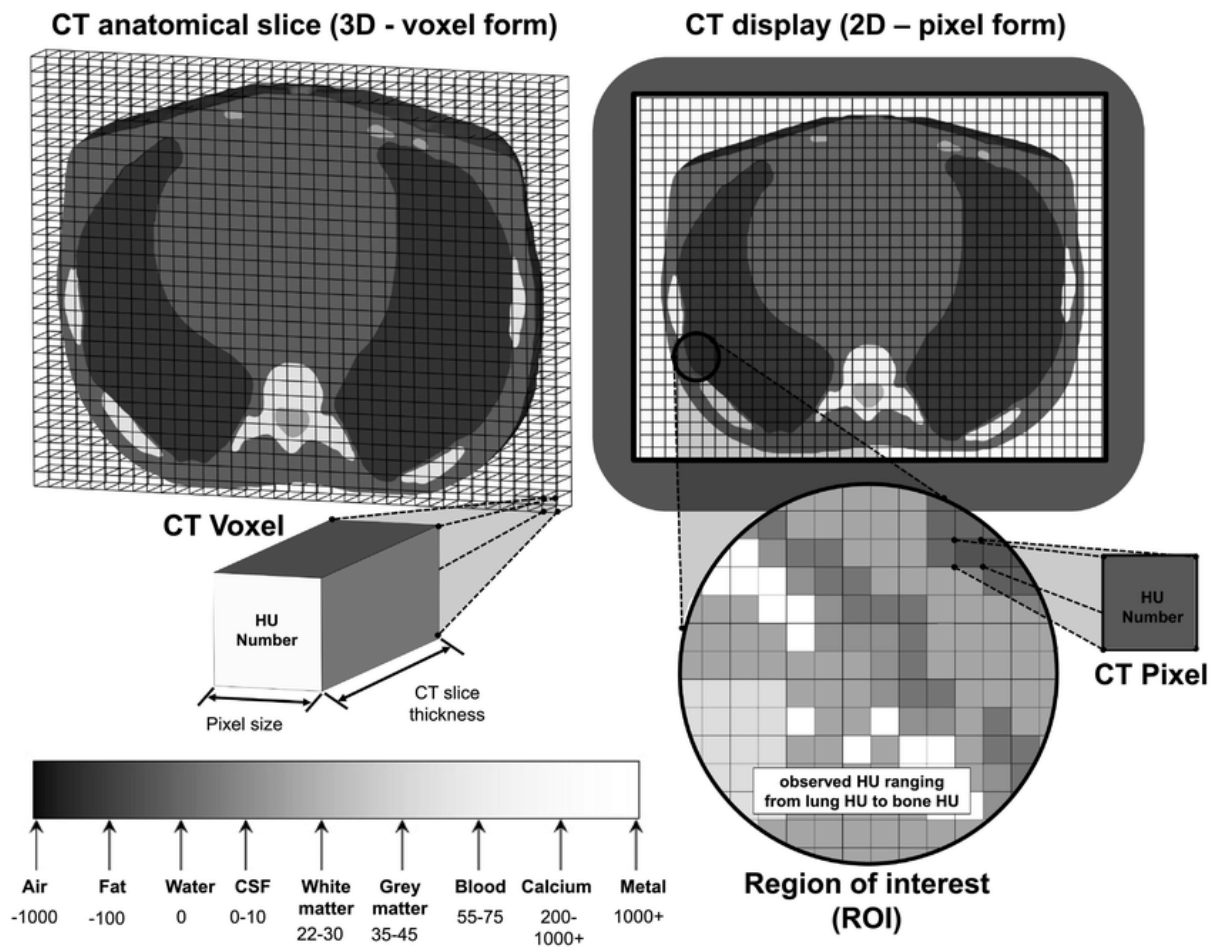 CT anatomical slice (3D - voxel form)
CT display (2D – pixel form)
CT Voxel
HU
Number
Pixel size
CT slice
thickness
HU
Number
CT Pixel
observed HU ranging
from lung HU to bone HU
Region of interest
(ROI)
Air
-1000
Fat
-100
Water
0
CSF
0-10
White
matter
22-30
Grey
matter
35-45
Blood
55-75
Calcium
200-
1000+
Metal
1000+